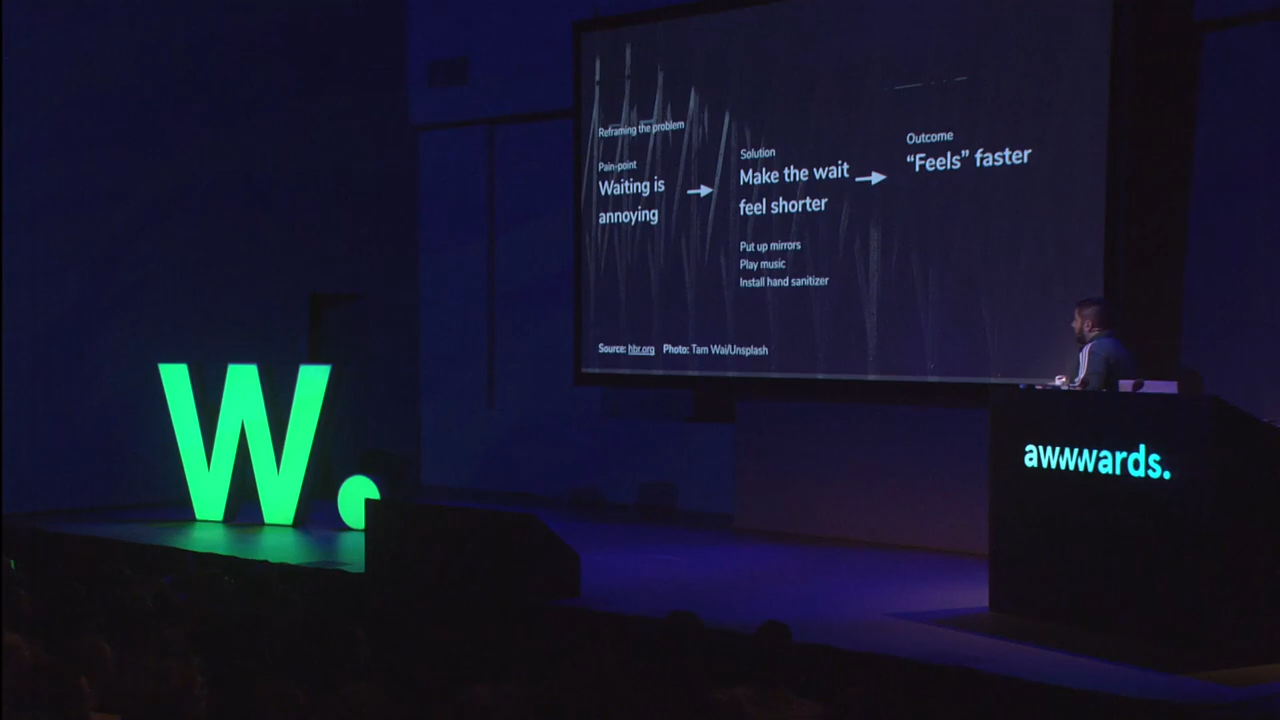 Reframing the problem
Pain-point
Waiting is
annoying
Solution
Make the wait
feel shorter
Put up mirrors
Play music
Install hand sanitizer
Outcome
“Feels” faster
Source: hbr.org Photo: Tam Wai/Unsplash
W.
awwwards.